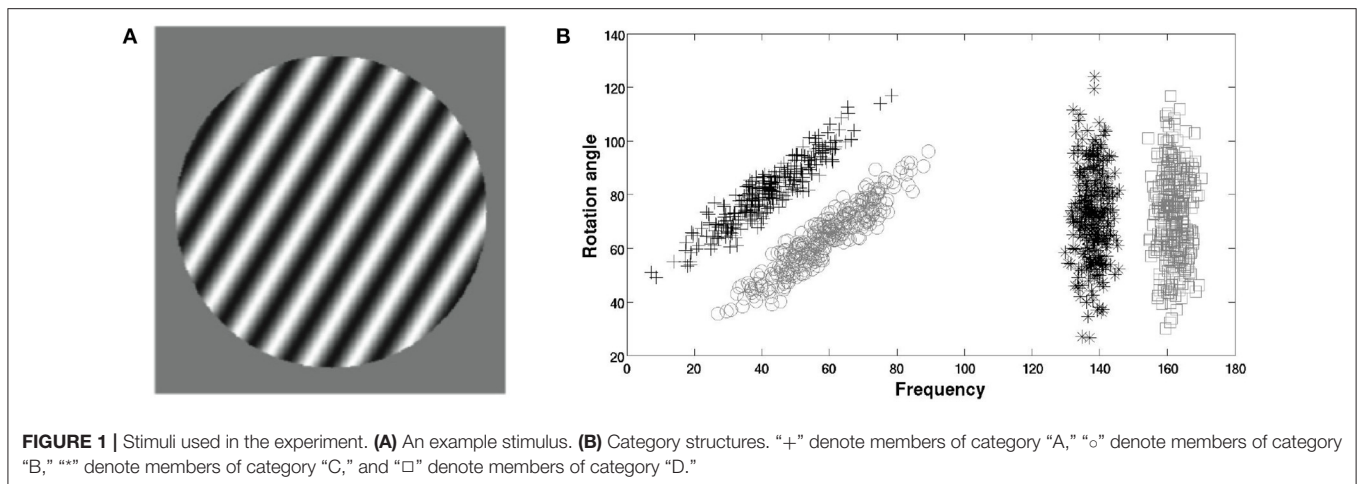 A
B
140
120
100
80
60
40
20
Rotation angle
0 20 40 60 80 100 120 140 160 180
Frequency
FIGURE 1 | Stimuli used in the experiment. (A) An example stimulus. (B) Category structures. “+” denote members of category “A,” “○” denote members of category
“B,” “*” denote members of category “C,” and “□” denote members of category “D.”